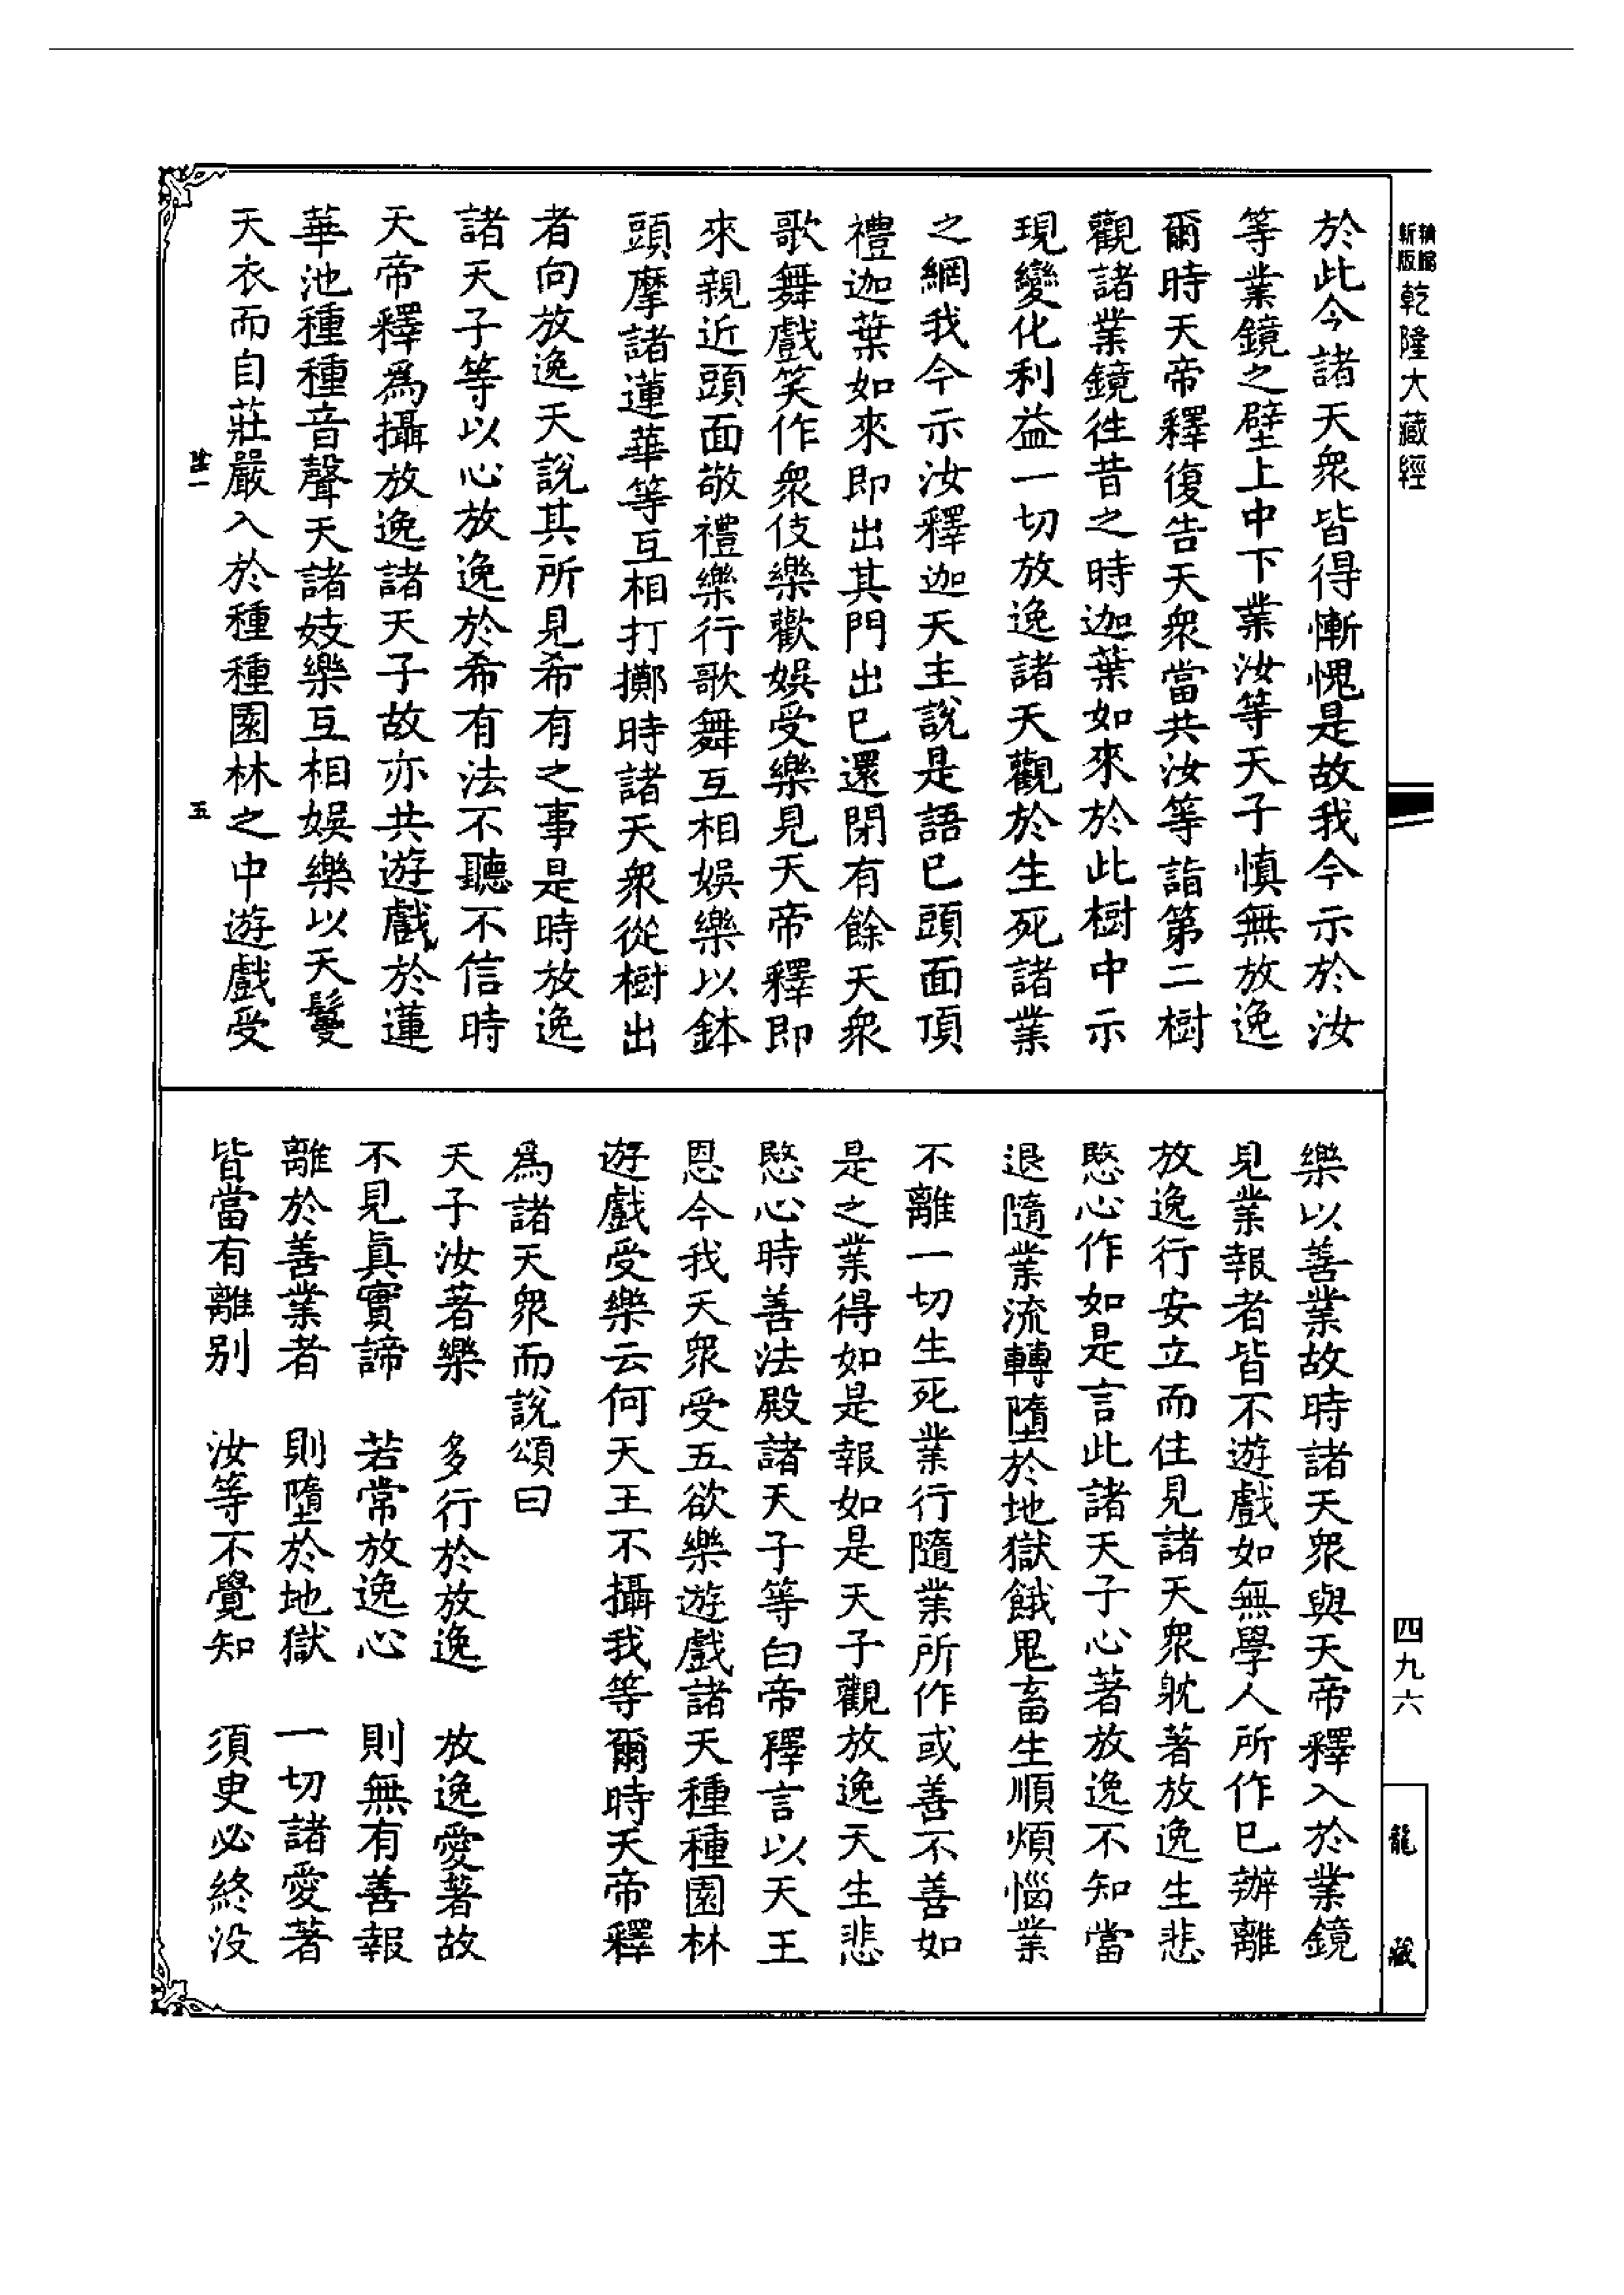 新版
乾隆大藏經
於此今諸天衆皆得慚愧是故我今示於汝
等業鏡之壁上中下業汝等天子慎無放逸
爾時天帝釋復告天衆當共汝等詣第二樹
觀諸業鏡徃昔之時迦葉如來於此樹中示
現變化利益一切放逸諸天觀於生死諸業
之網我今示汝釋迦天主說是語已頭面頂
禮迦葉如來即出其門出已還閉有餘天衆
歌舞戲笑作衆伎樂歡娛受樂見天帝釋即
來親近頭面敬禮樂行歌舞互相娛樂以鉢
頭摩諸蓮華等互相打擲時諸天衆從樹出
者向放逸天說其所見希有之事是時放逸
諸天子等以心放逸於希有法不聽不信時
天帝釋爲攝放逸諸天子故亦共遊戲於蓮
華池種種音聲天諸妓樂互相娛樂以天鬘
天衣而自莊嚴入於種種園林之中遊戲受
五
樂以善業故時諸天衆與天帝釋入於業鏡
見業報者皆不遊戲如無學人所作已辦離
放逸行安立而住見諸天衆躭著放逸生悲
愍心作如是言此諸天子心著放逸不知當
退隨業流轉墮於地獄餓鬼畜生順煩惱業
不離一切生死業行隨業所作或善不善如
是之業得如是報如是天子觀放逸天生悲
愍心時善法殿諸天子等白帝釋言以天王
恩今我天衆受五欲樂遊戲諸天種種園林
遊戲受樂云何天王不攝我等爾時天帝釋
爲諸天衆而說頌曰
天子汝著樂　多行於放逸　放逸愛著故
不見眞實諦　若常放逸心　則無有善報
離於善業者　則墮於地獄　一切諸愛著
皆當有離别　汝等不覺知　須臾必終没
四九六
龍藏